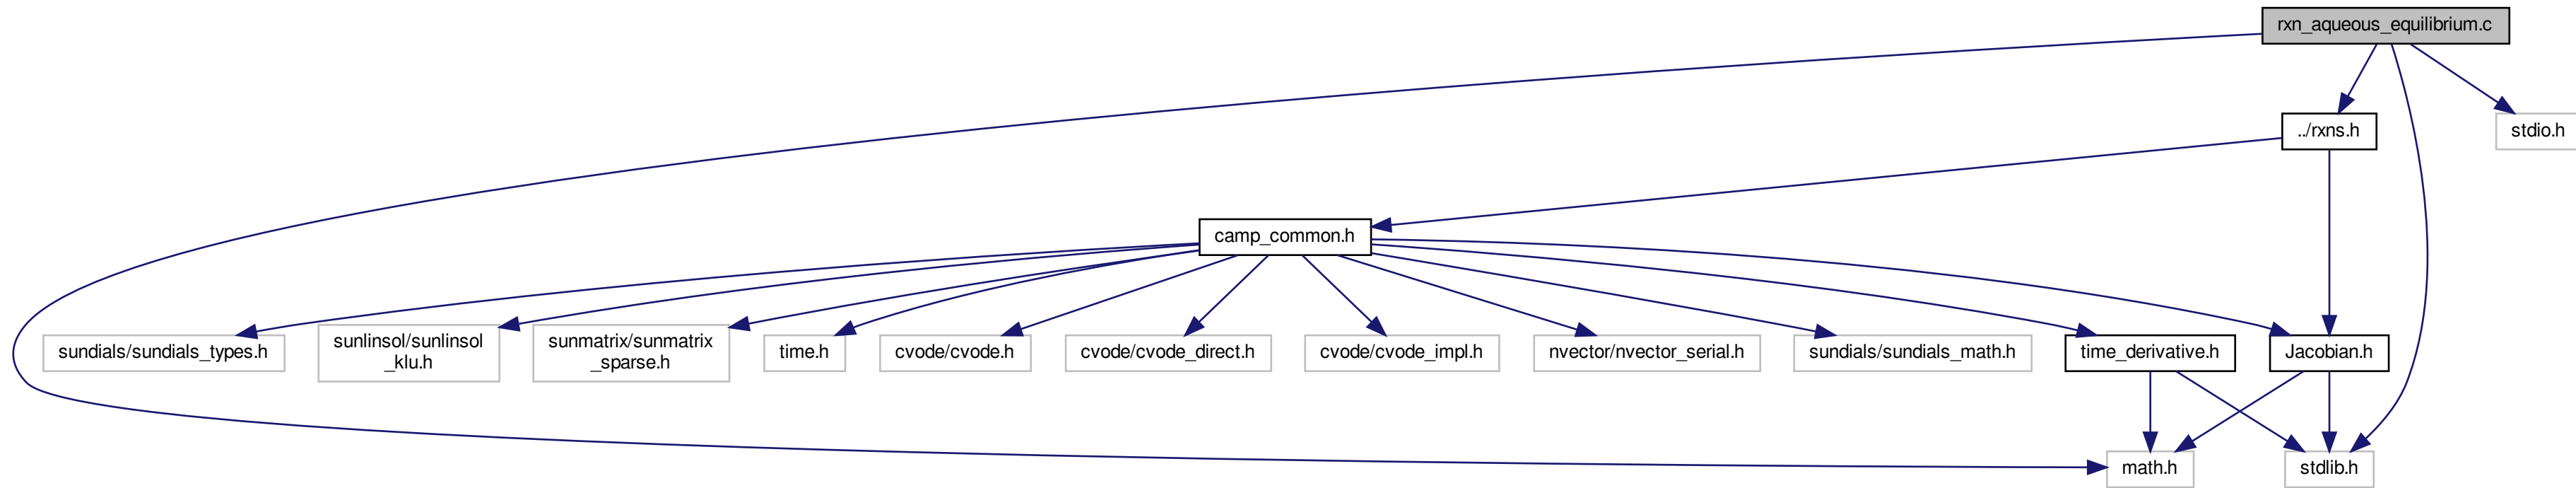 rxn_aqueous_equilibrium.c
../rxns.h
stdio.h
camp_common.h
sundials/sundials_types.h
sunlinsol/sunlinsol
_klu.h
sunmatrix/sunmatrix
_sparse.h
time.h
cvode/cvode.h
cvode/cvode_direct.h
cvode/cvode_impl.h
nvector/nvector_serial.h
sundials/sundials_math.h
time_derivative.h
Jacobian.h
math.h
stdlib.h